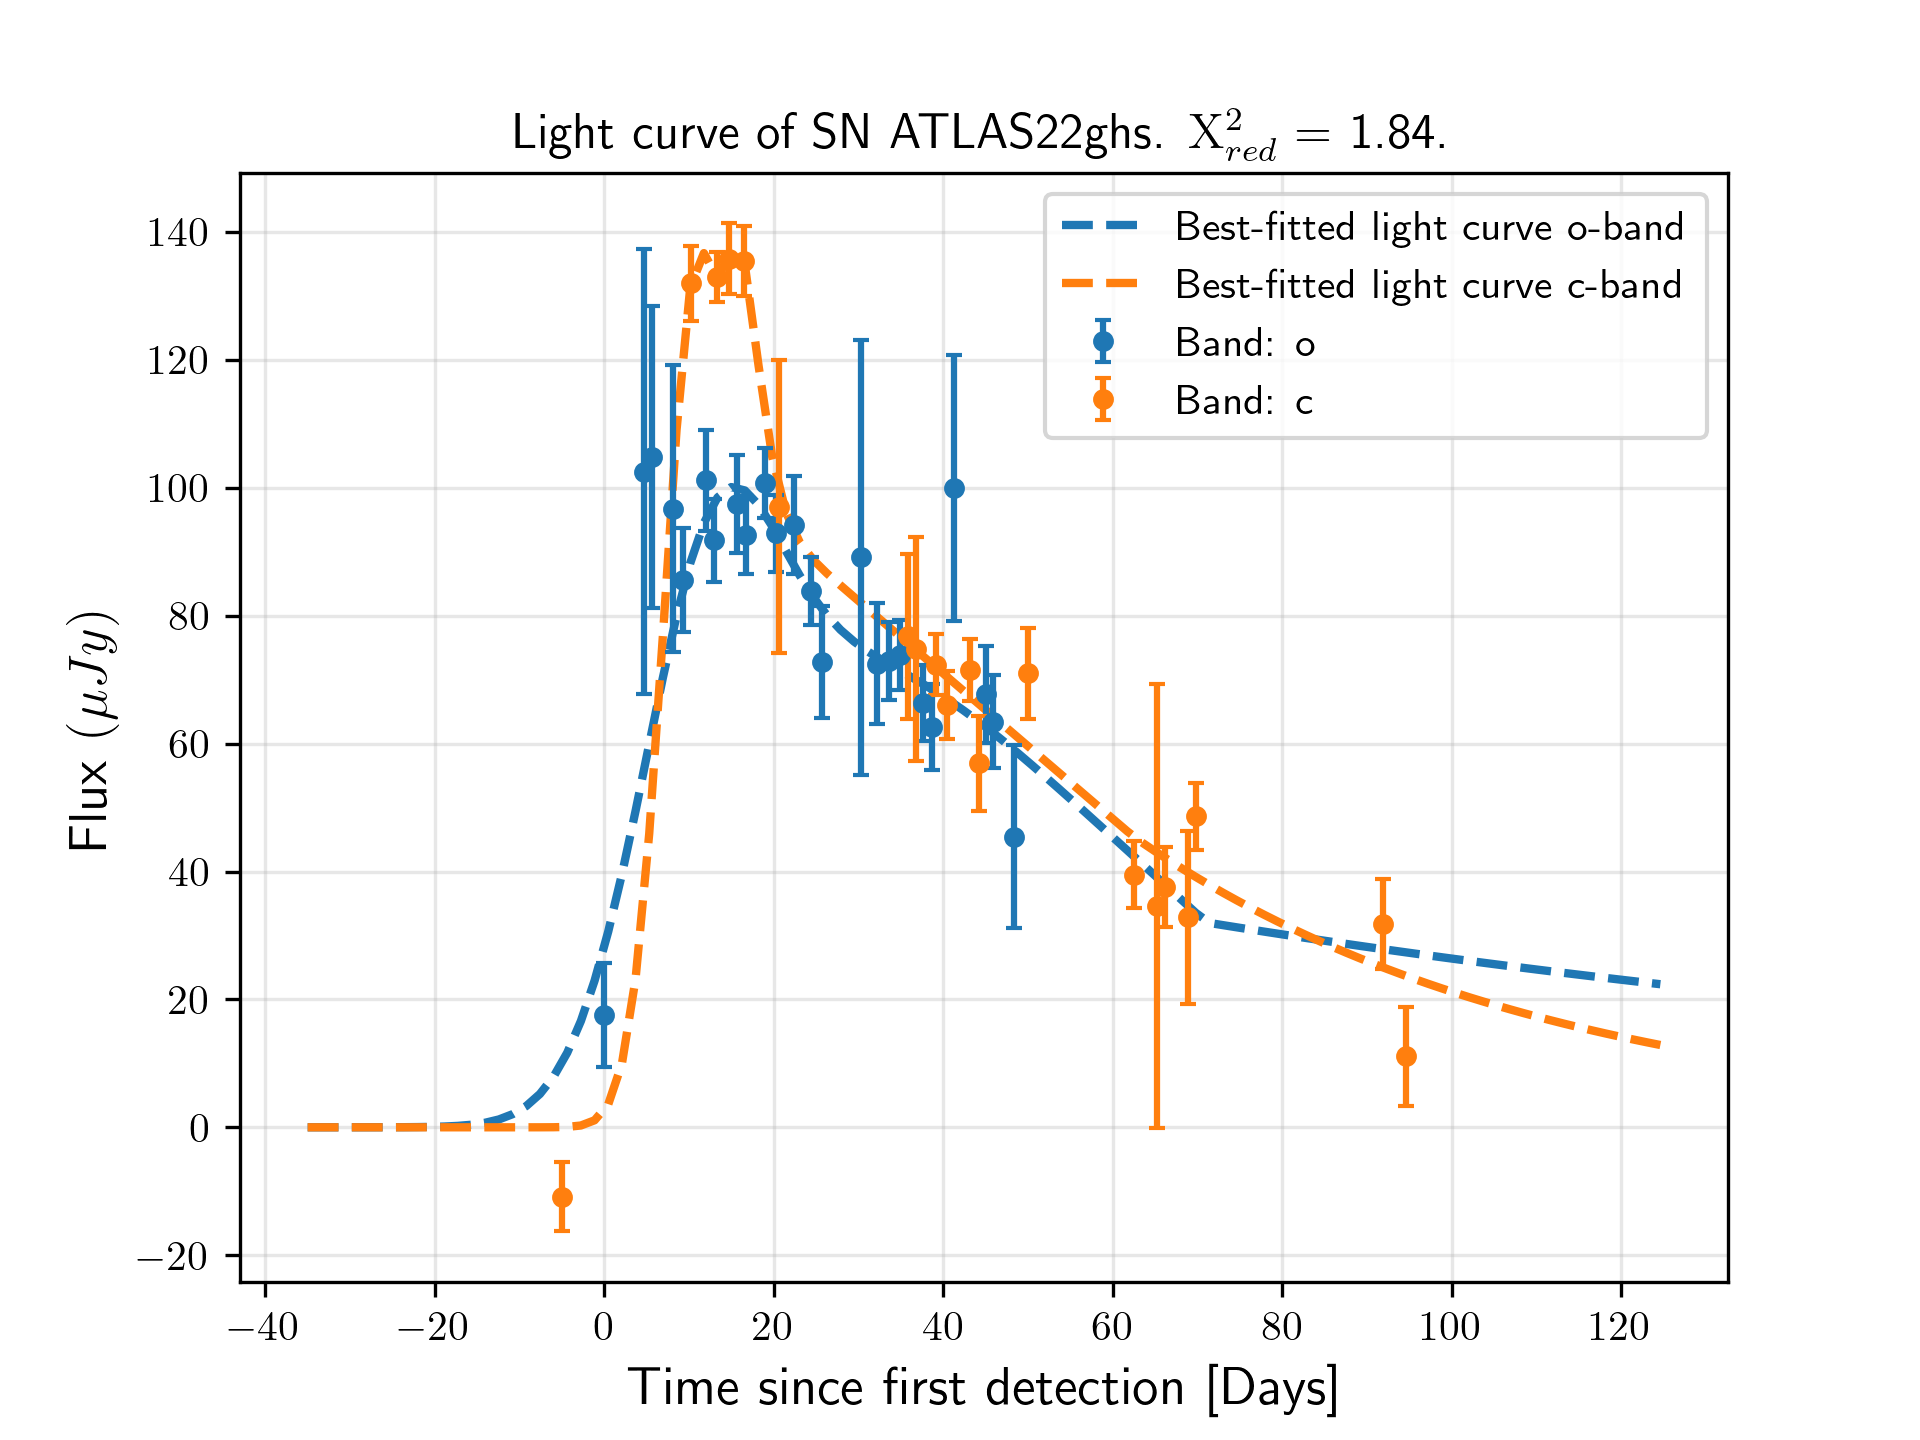 Light curve of SN ATLAS22ghs. X²_red = 1.84.
Best-fitted light curve o-band
Best-fitted light curve c-band
Band: o
Band: c
Flux (μJy)
140
120
100
80
60
40
20
0
−20
−40 −20 0 20 40 60 80 100 120
Time since first detection [Days]